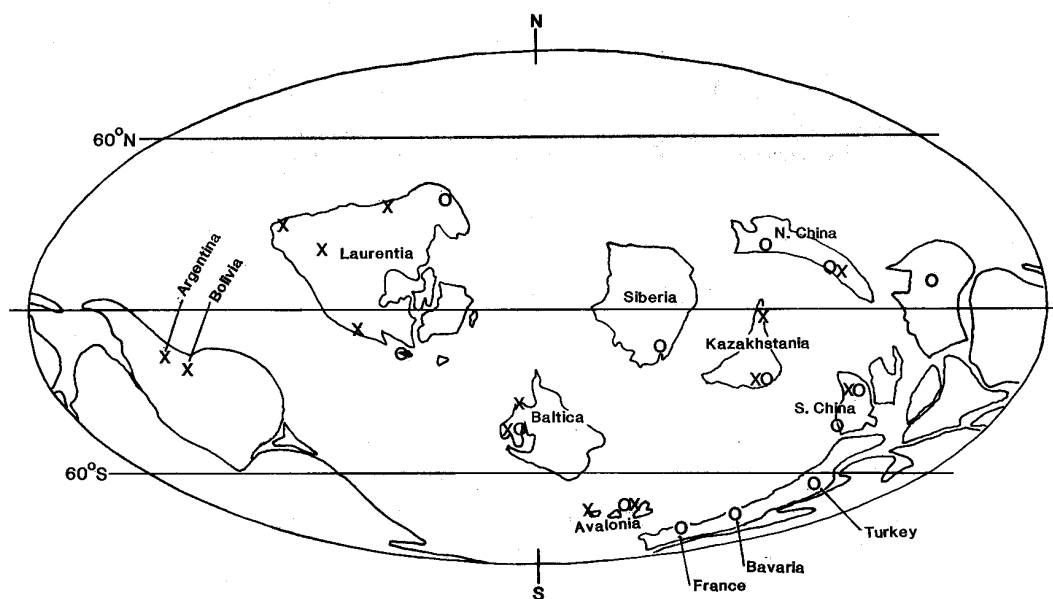 N
60°N
Argentina
Bolivia
Laurentia
N. China
Siberia
Kazakhstania
S. China
Baltica
60°S
Avalonia
Turkey
Bavaria
France
S
X
X
X
X
X
X
X
X
X
X
X
X
X
X
O
O
O
O
O
O
O
O
O
O
O
O
O